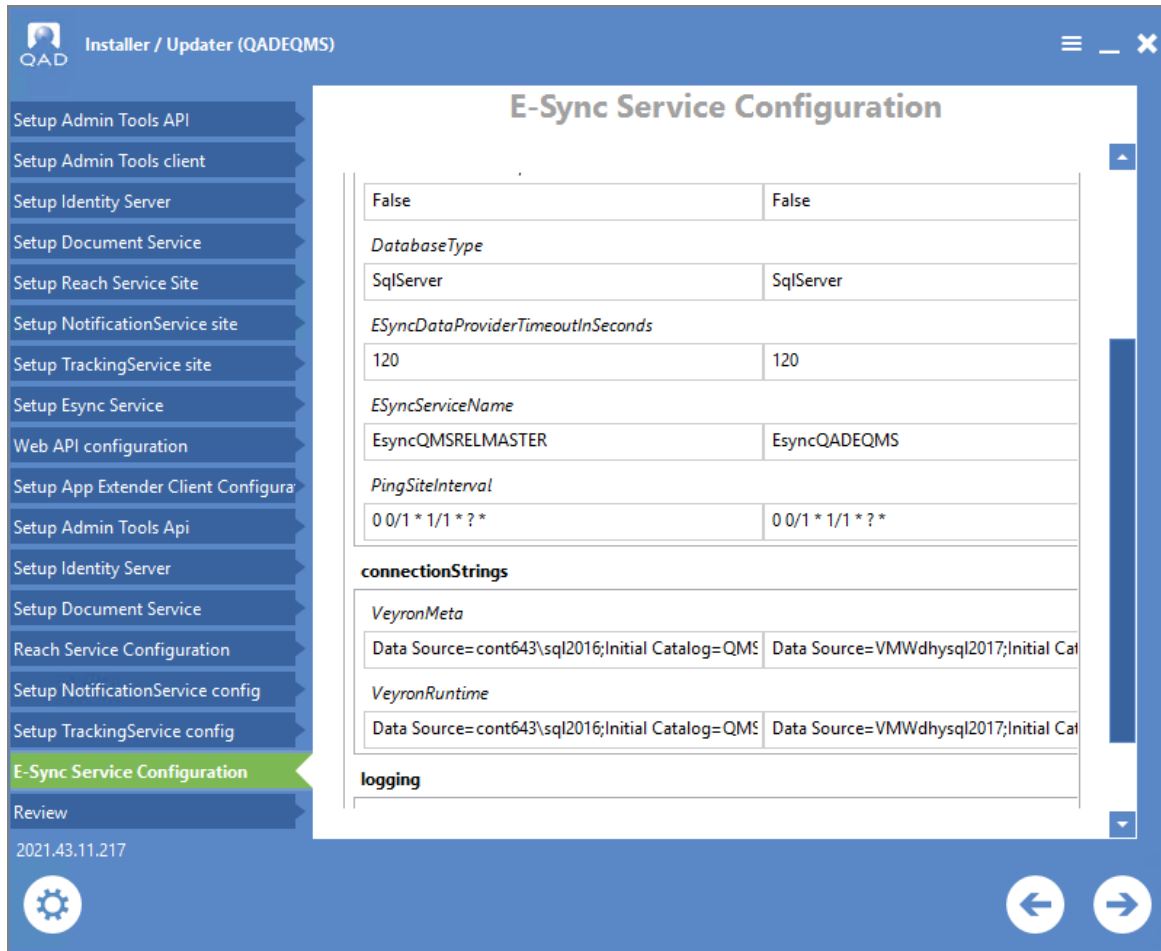 QAD
Installer / Updater (QADEQMS)
Setup Admin Tools API
Setup Admin Tools client
Setup Identity Server
Setup Document Service
Setup Reach Service Site
Setup NotificationService site
Setup TrackingService site
Setup Esync Service
Web API configuration
Setup App Extender Client Configura
Setup Admin Tools Api
Setup Identity Server
Setup Document Service
Reach Service Configuration
Setup NotificationService config
Setup TrackingService config
E-Sync Service Configuration
Review
2021.43.11.217
E-Sync Service Configuration
False False
DatabaseType
SqlServer SqlServer
ESyncDataProviderTimeoutInSeconds
120 120
ESyncServiceName
EsyncQMSRELMASTER EsyncQADEQMS
PingSiteInterval
0 0/1 * 1/1 * ? * 0 0/1 * 1/1 * ? *
connectionStrings
VeyronMeta
Data Source=cont643\sql2016;Initial Catalog=QMS Data Source=VMWdhysql2017;Initial Cat
VeyronRuntime
Data Source=cont643\sql2016;Initial Catalog=QMS Data Source=VMWdhysql2017;Initial Cat
logging